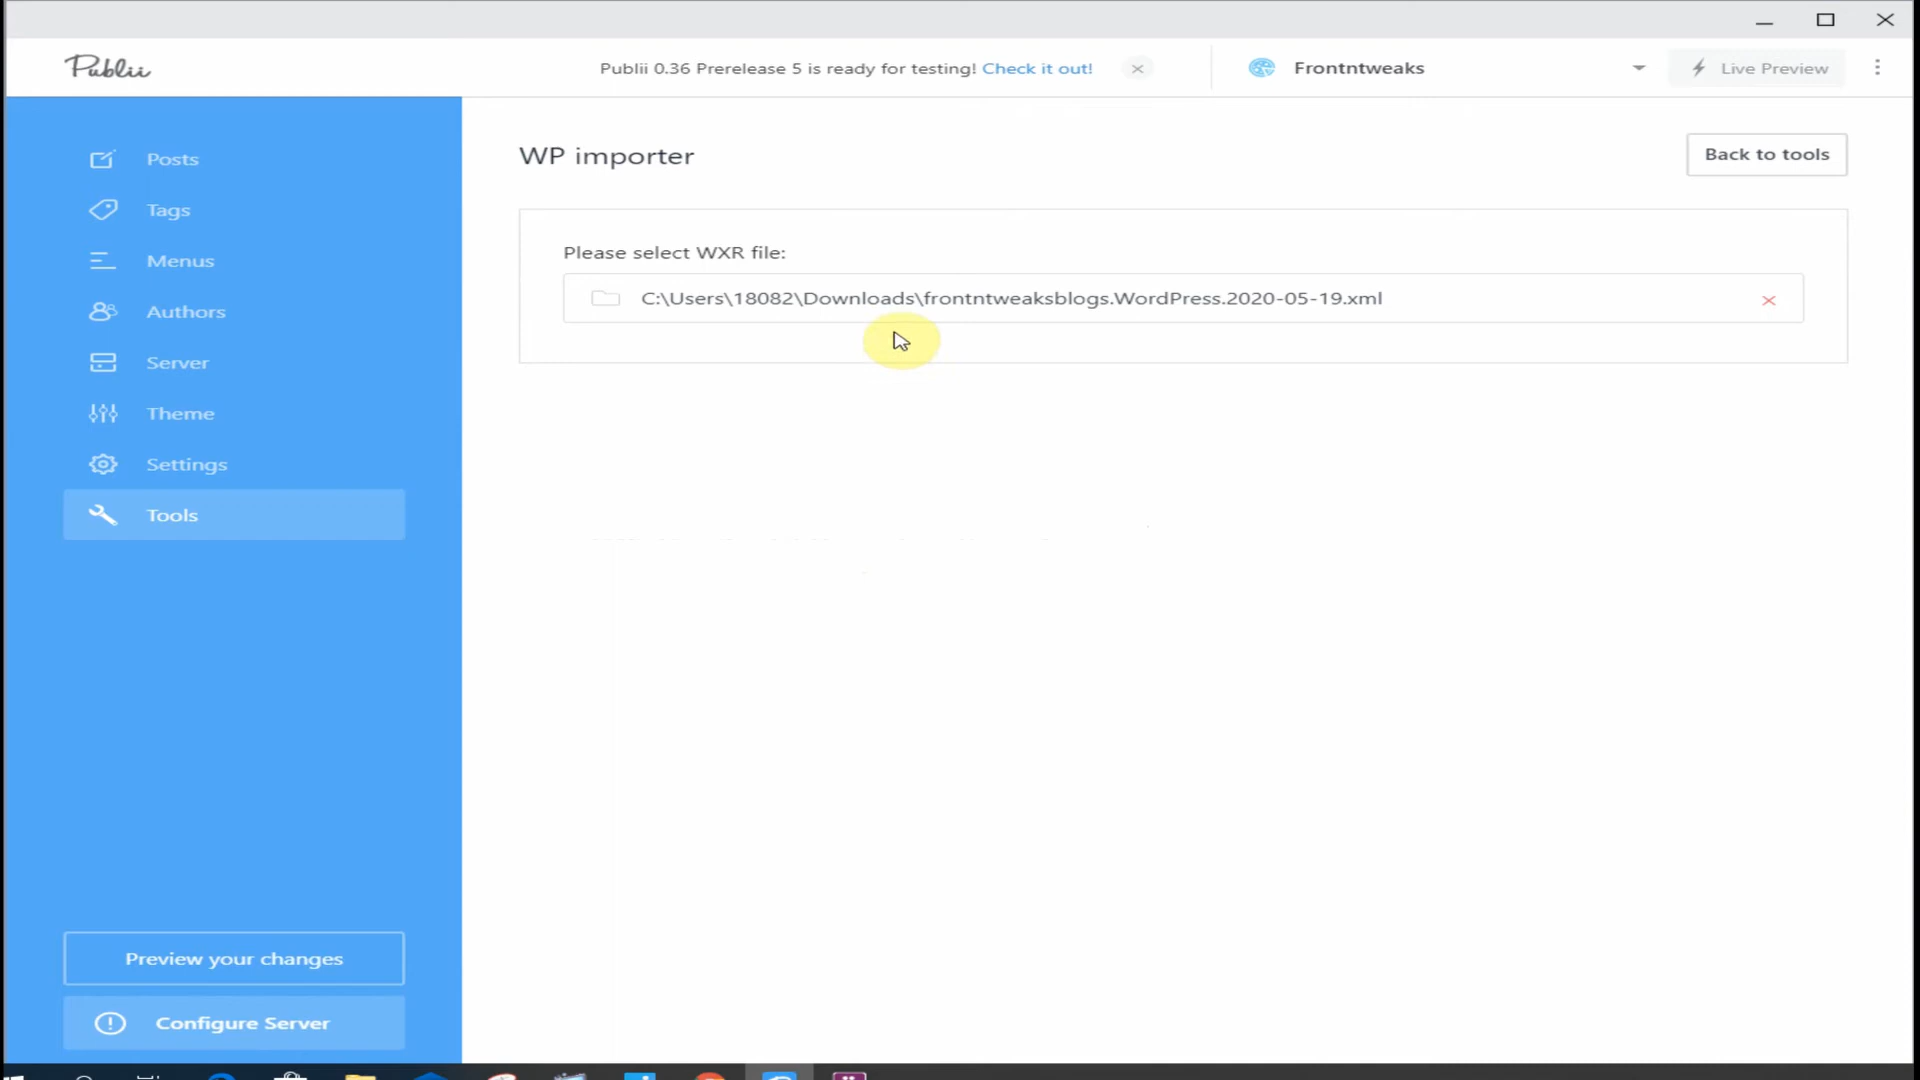 Publii
Publii 0.36 Prerelease 5 is ready for testing! Check it out!
Frontntweaks
Live Preview
Posts
Tags
Menus
Authors
Server
Theme
Settings
Tools
Preview your changes
Configure Server
WP importer
Back to tools
Please select WXR file:
C:\Users\18082\Downloads\frontntweaksblogs.WordPress.2020-05-19.xml